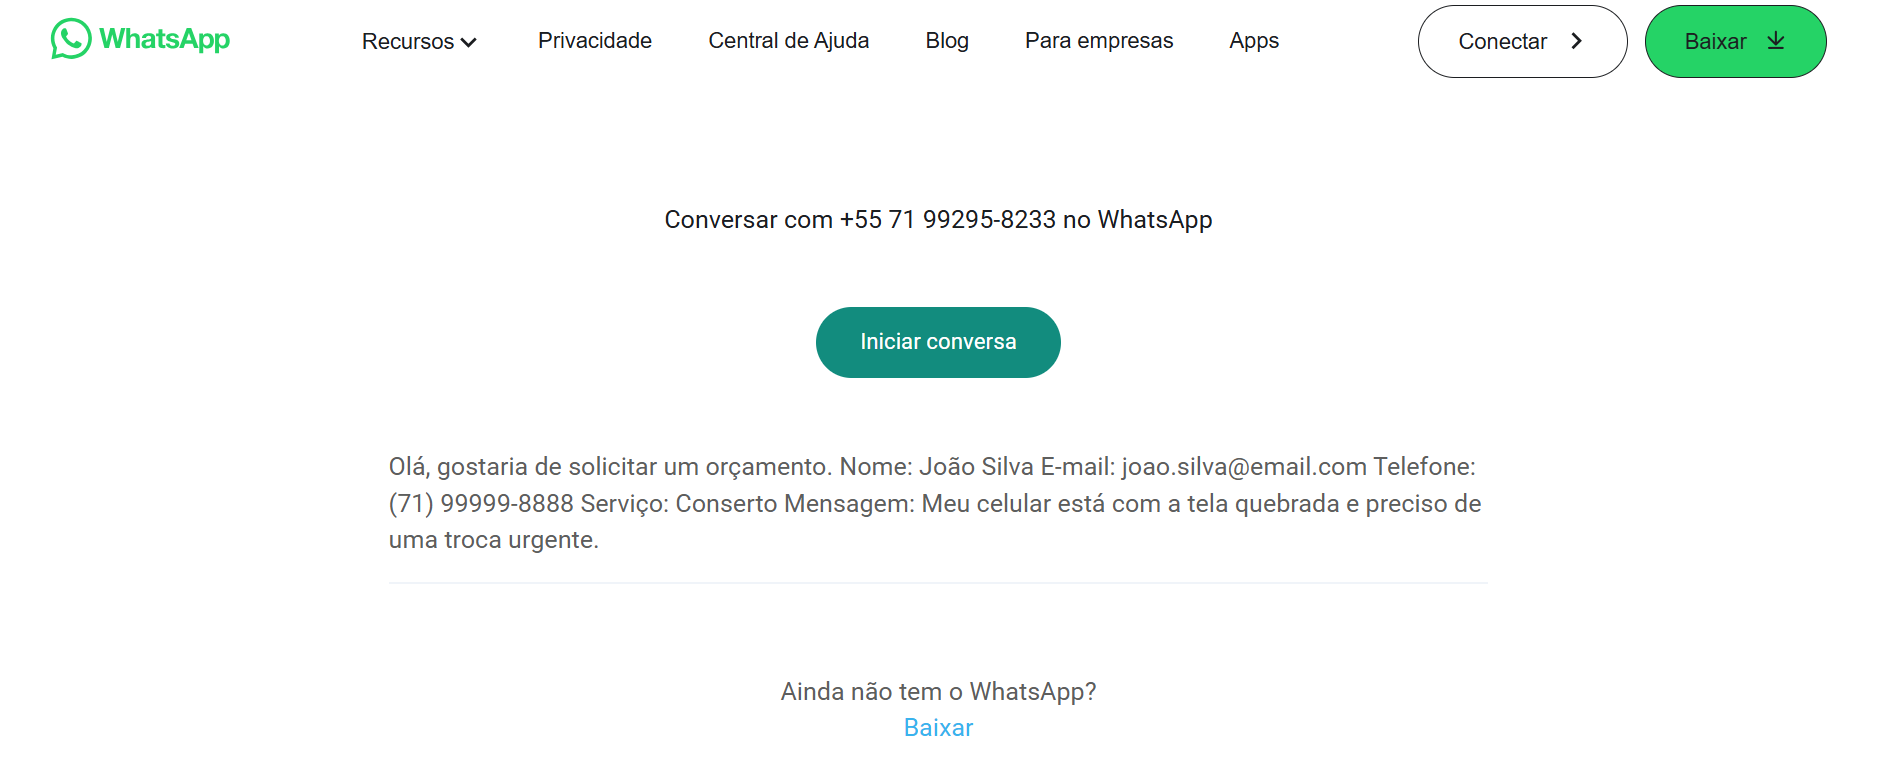 WhatsApp
Recursos
Privacidade
Central de Ajuda
Blog
Para empresas
Apps
Conectar
Baixar
Conversar com +55 71 99295-8233 no WhatsApp
Iniciar conversa
Olá, gostaria de solicitar um orçamento. Nome: João Silva E-mail: joao.silva@email.com Telefone:
(71) 99999-8888 Serviço: Conserto Mensagem: Meu celular está com a tela quebrada e preciso de
uma troca urgente.
Ainda não tem o WhatsApp?
Baixar